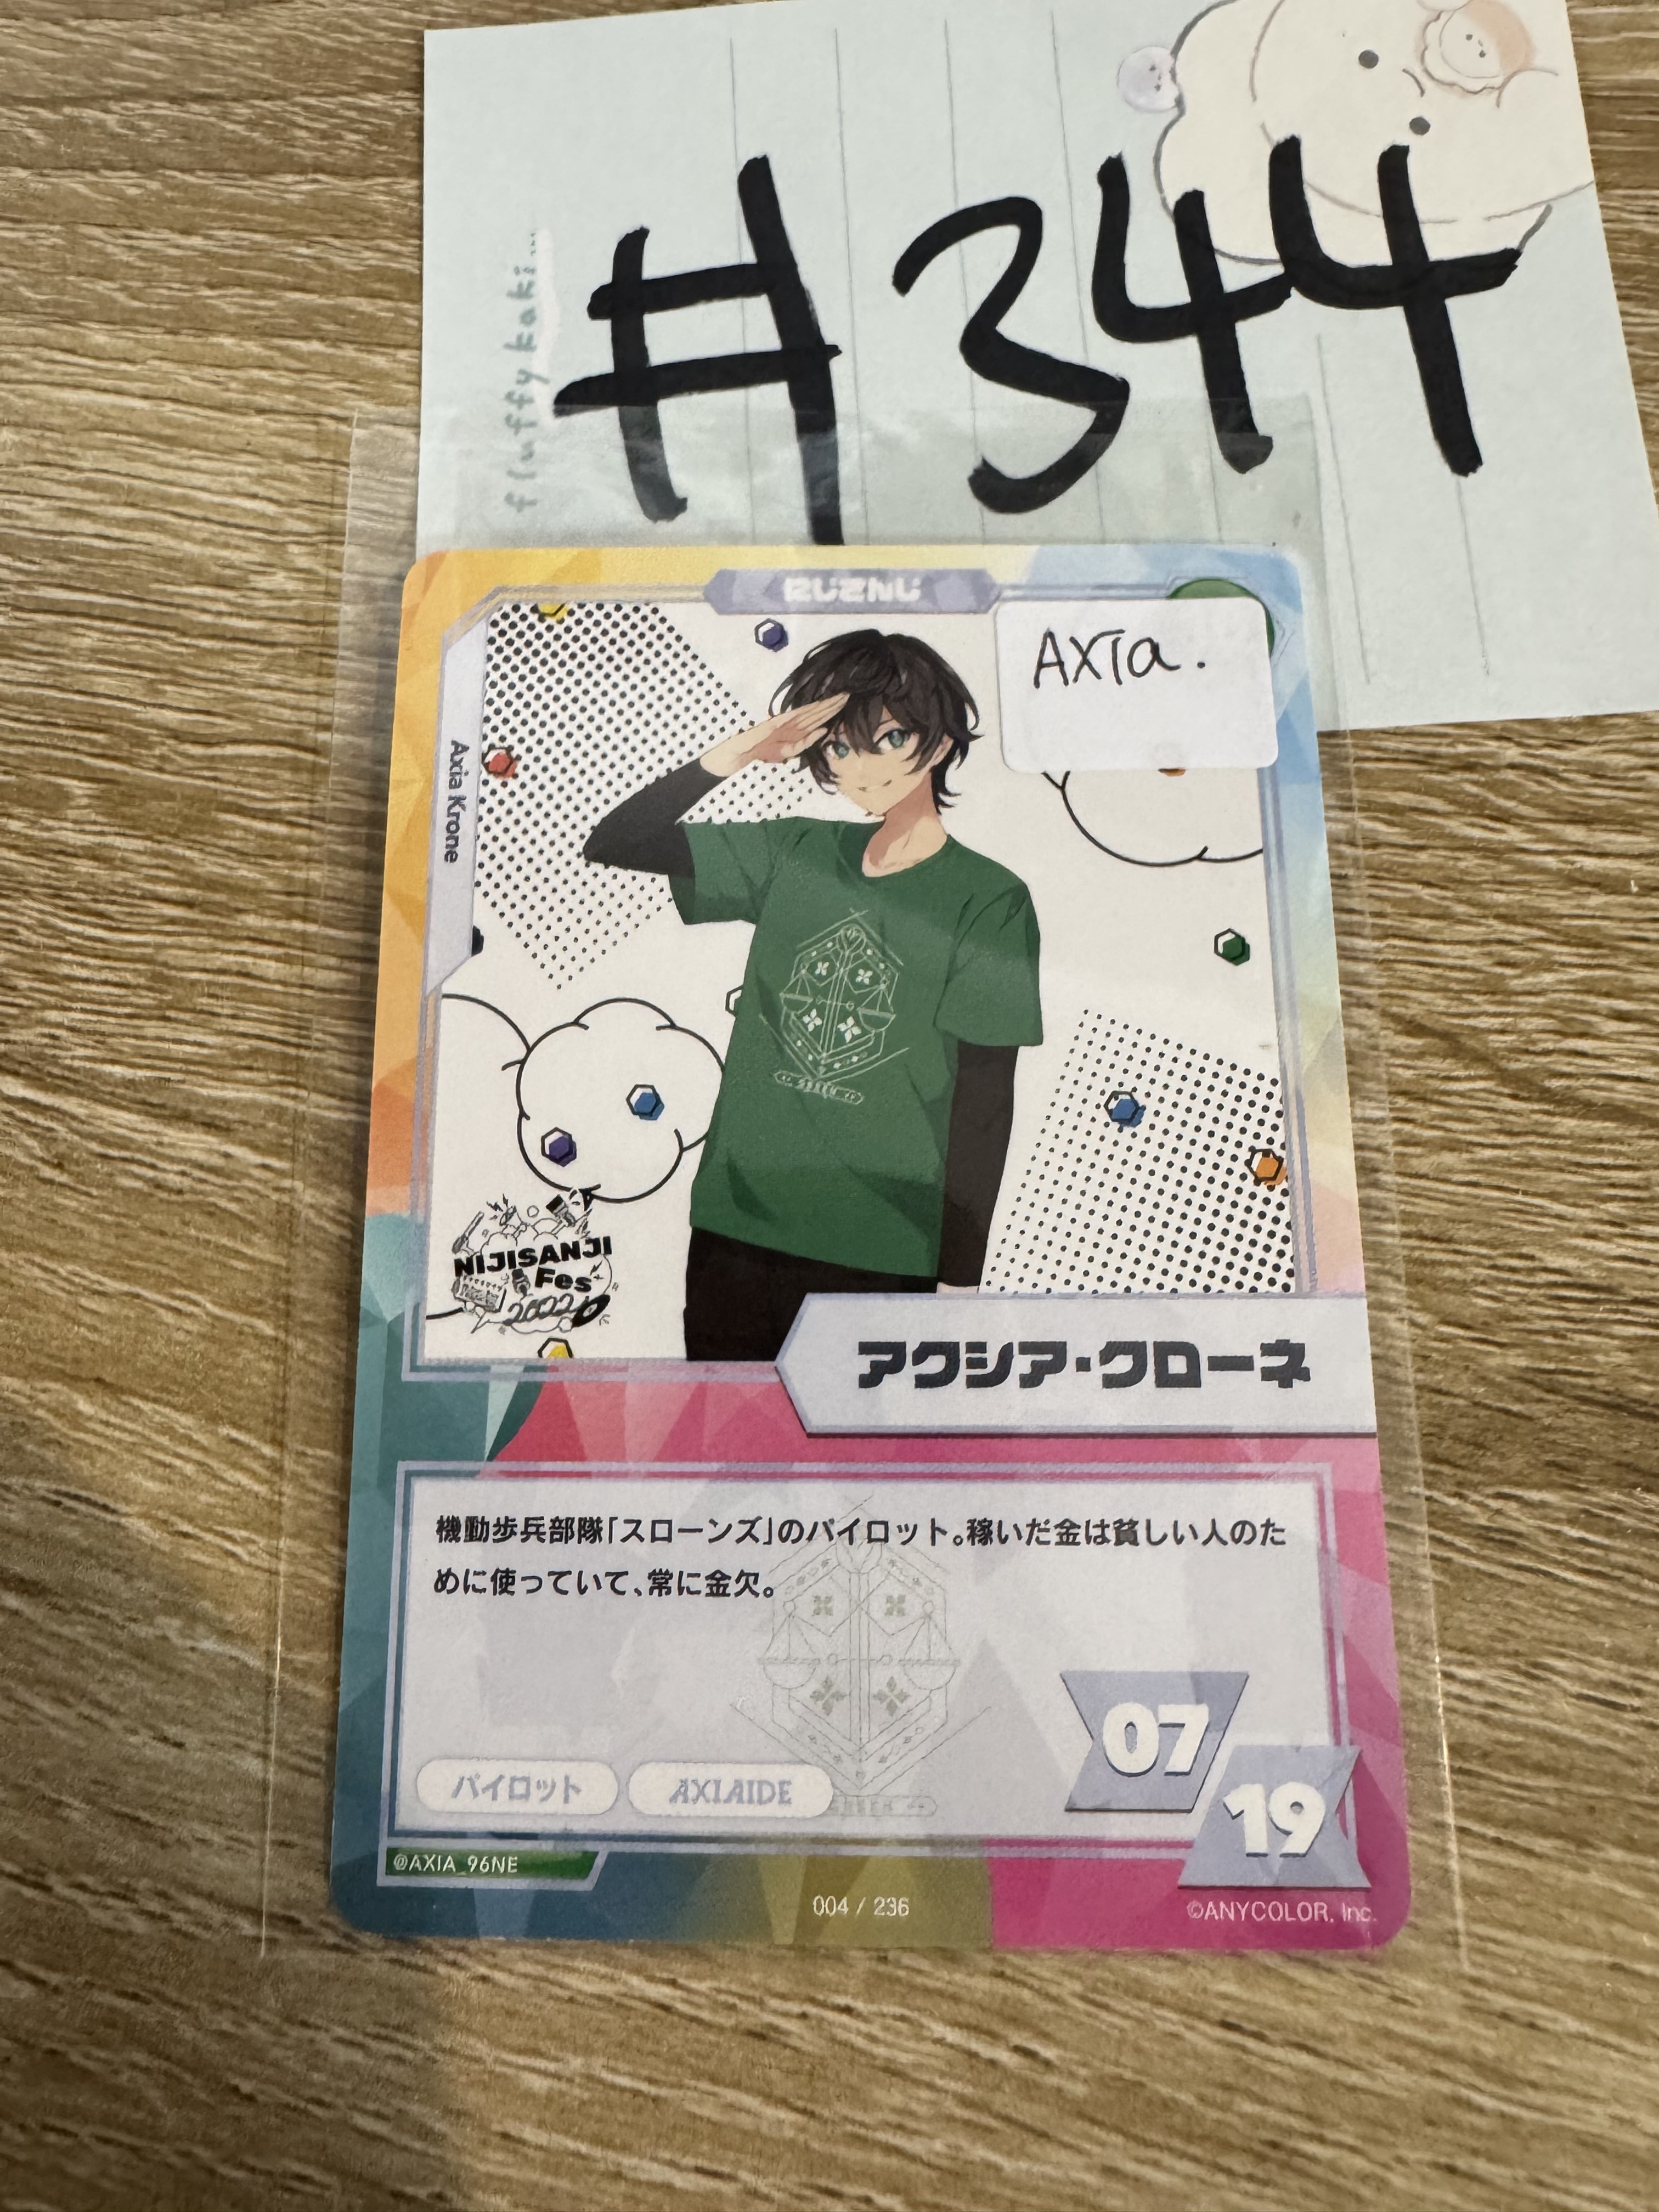 #344
fluffy kaki...
にじさんじ
AXIa.
Axia Krone
NIJISANJI
Fes
2022
アクシア・クローネ
機動歩兵部隊「スローンズ」のパイロット。稼いだ金は貧しい人のた
めに使っていて、常に金欠。
パイロット
AXIAIDE
07
19
@AXIA_96NE
004 / 236
©ANYCOLOR, Inc.